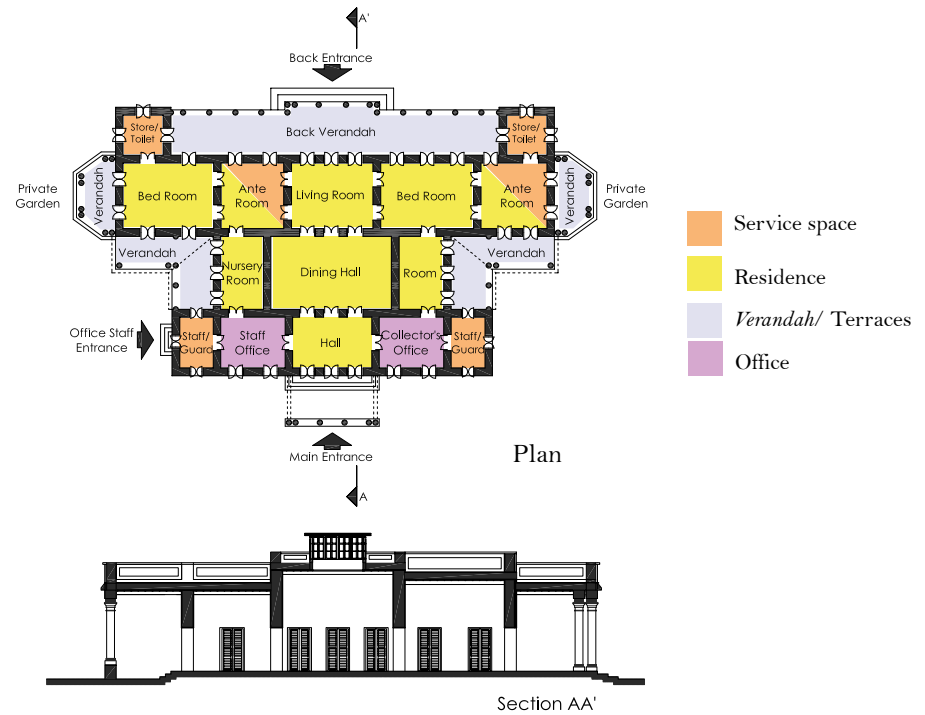 A'
Back Entrance
Store/
Toilet
Store/
Toilet
Back Verandah
Private
Garden
Verandah
Bed Room
Ante
Room
Living Room
Bed Room
Ante
Room
Verandah
Private
Garden
Verandah
Nursery
Room
Dining Hall
Room
Verandah
Office Staff
Entrance
Staff/
Guard
Staff
Office
Hall
Collector's
Office
Staff/
Guard
Main Entrance
A
Plan
Service space
Residence
Verandah/ Terraces
Office
Section AA'